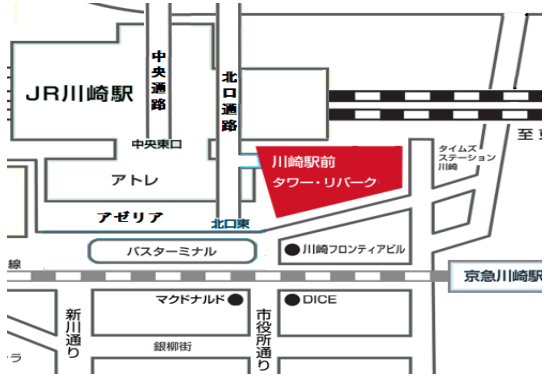 中央通路
北口通路
JR川崎駅
中央東口
川崎駅前
タワー・リパーク
タイムズ
ステーション
川崎
至
アトレ
アゼリア
北口東
バスターミナル
川崎フロンティアビル
線
京急川崎駅
マクドナルド
DICE
新川通り
市役所通り
銀柳街
ラ